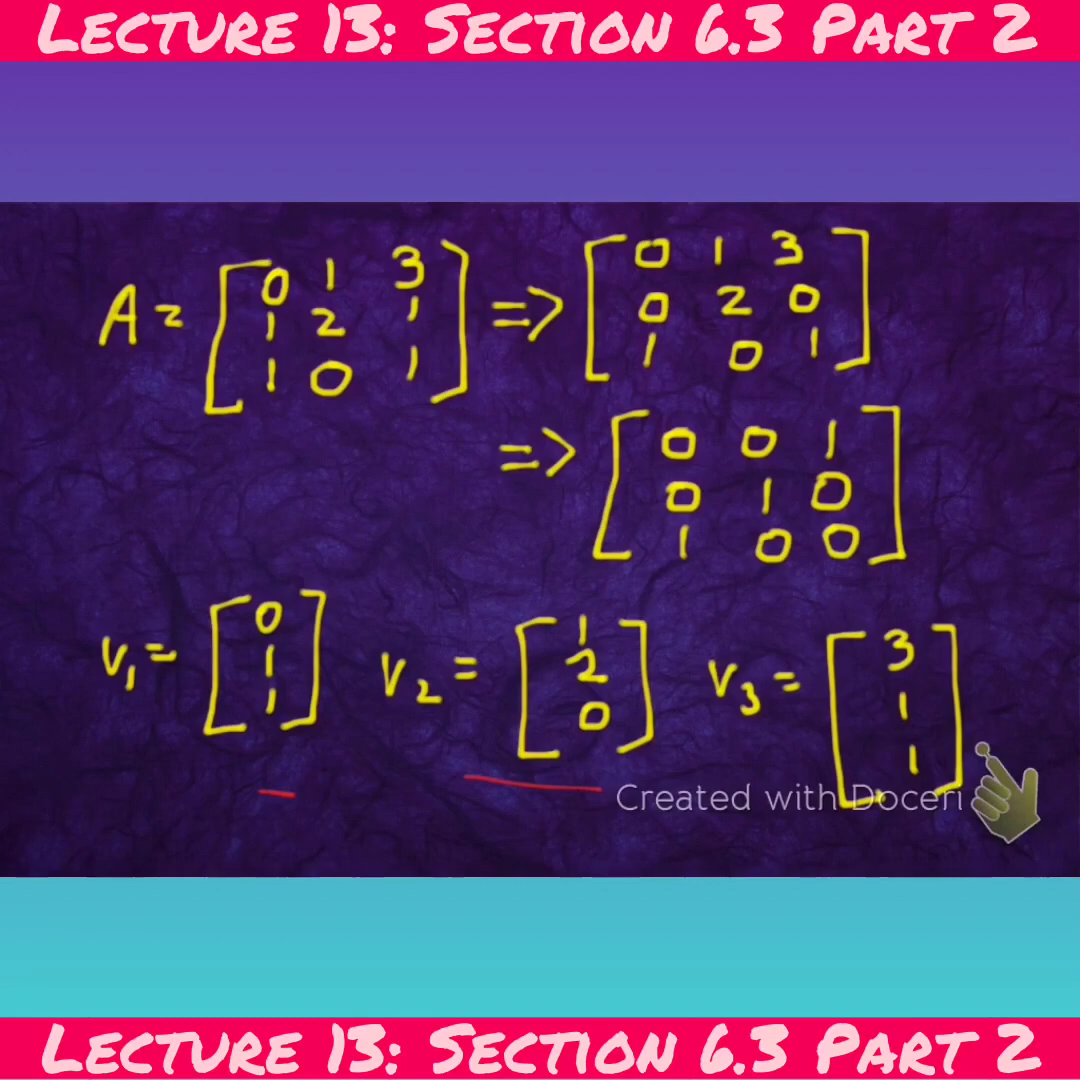 LECTURE 13: SECTION 6.3 PART 2
A = [0 1 3 => [0 1 3
1 2 1 0 2 0
1 0 1] 1 0 1]
=> [0 0 1
0 1 0
1 0 0]
v₁ = [0 v₂ = [1 v₃ = [3
1 2 1
1] 0] 1]
Created with Doceri
LECTURE 13: SECTION 6.3 PART 2